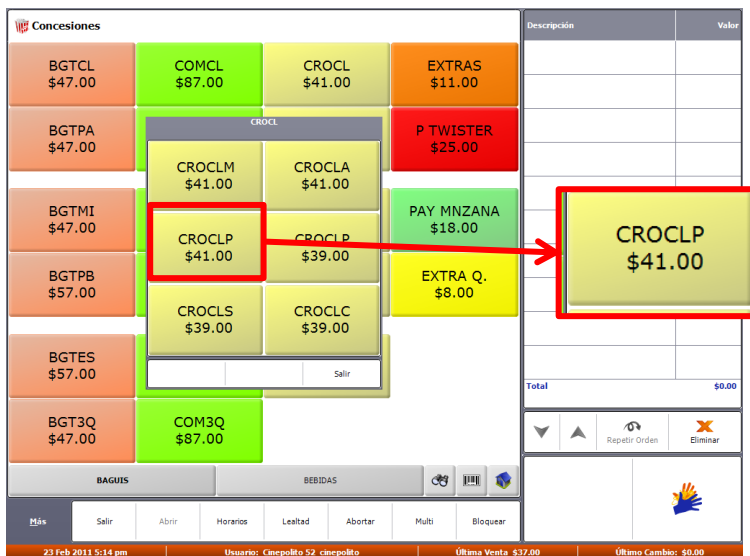 Concesiones
Descripción
Valor
BGTCL
$47.00
COMCL
$87.00
CROCL
$41.00
EXTRAS
$11.00
BGTPA
$47.00
CROCL
P TWISTER
$25.00
CROCLM
$41.00
CROCLA
$41.00
BGTMI
$47.00
PAY MNZANA
$18.00
CROCLP
$41.00
CROCLP
$39.00
CROCLP
$41.00
BGTPB
$57.00
EXTRA Q.
$8.00
CROCLS
$39.00
CROCLC
$39.00
BGTES
$57.00
Salir
Total
$0.00
BGT3Q
$47.00
COM3Q
$87.00
Repetir Orden
Eliminar
BAGUIS
BEBIDAS
Más
Salir
Abrir
Horarios
Lealtad
Abortar
Multi
Bloquear
23 Feb 2011 5:14 pm
Usuario: Cinepolito 52 cinepolito
Última Venta $37.00
Último Cambio: $0.00